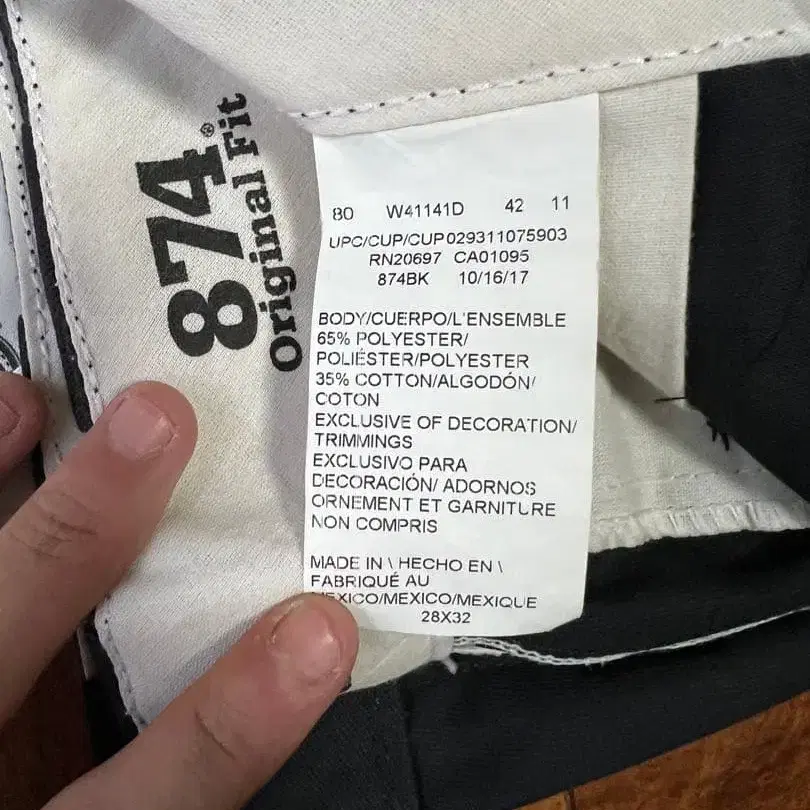 874®
Original Fit
80 W41141D 42 11
UPC/CUP/CUP029311075903
RN20697 CA01095
874BK 10/16/17
BODY/CUERPO/L'ENSEMBLE
65% POLYESTER/
POLIÉSTER/POLYESTER
35% COTTON/ALGODÓN/
COTON
EXCLUSIVE OF DECORATION/
TRIMMINGS
EXCLUSIVO PARA
DECORACIÓN/ ADORNOS
ORNEMENT ET GARNITURE
NON COMPRIS
MADE IN \ HECHO EN \
FABRIQUÉ AU
MEXICO/MEXICO/MEXIQUE
28X32